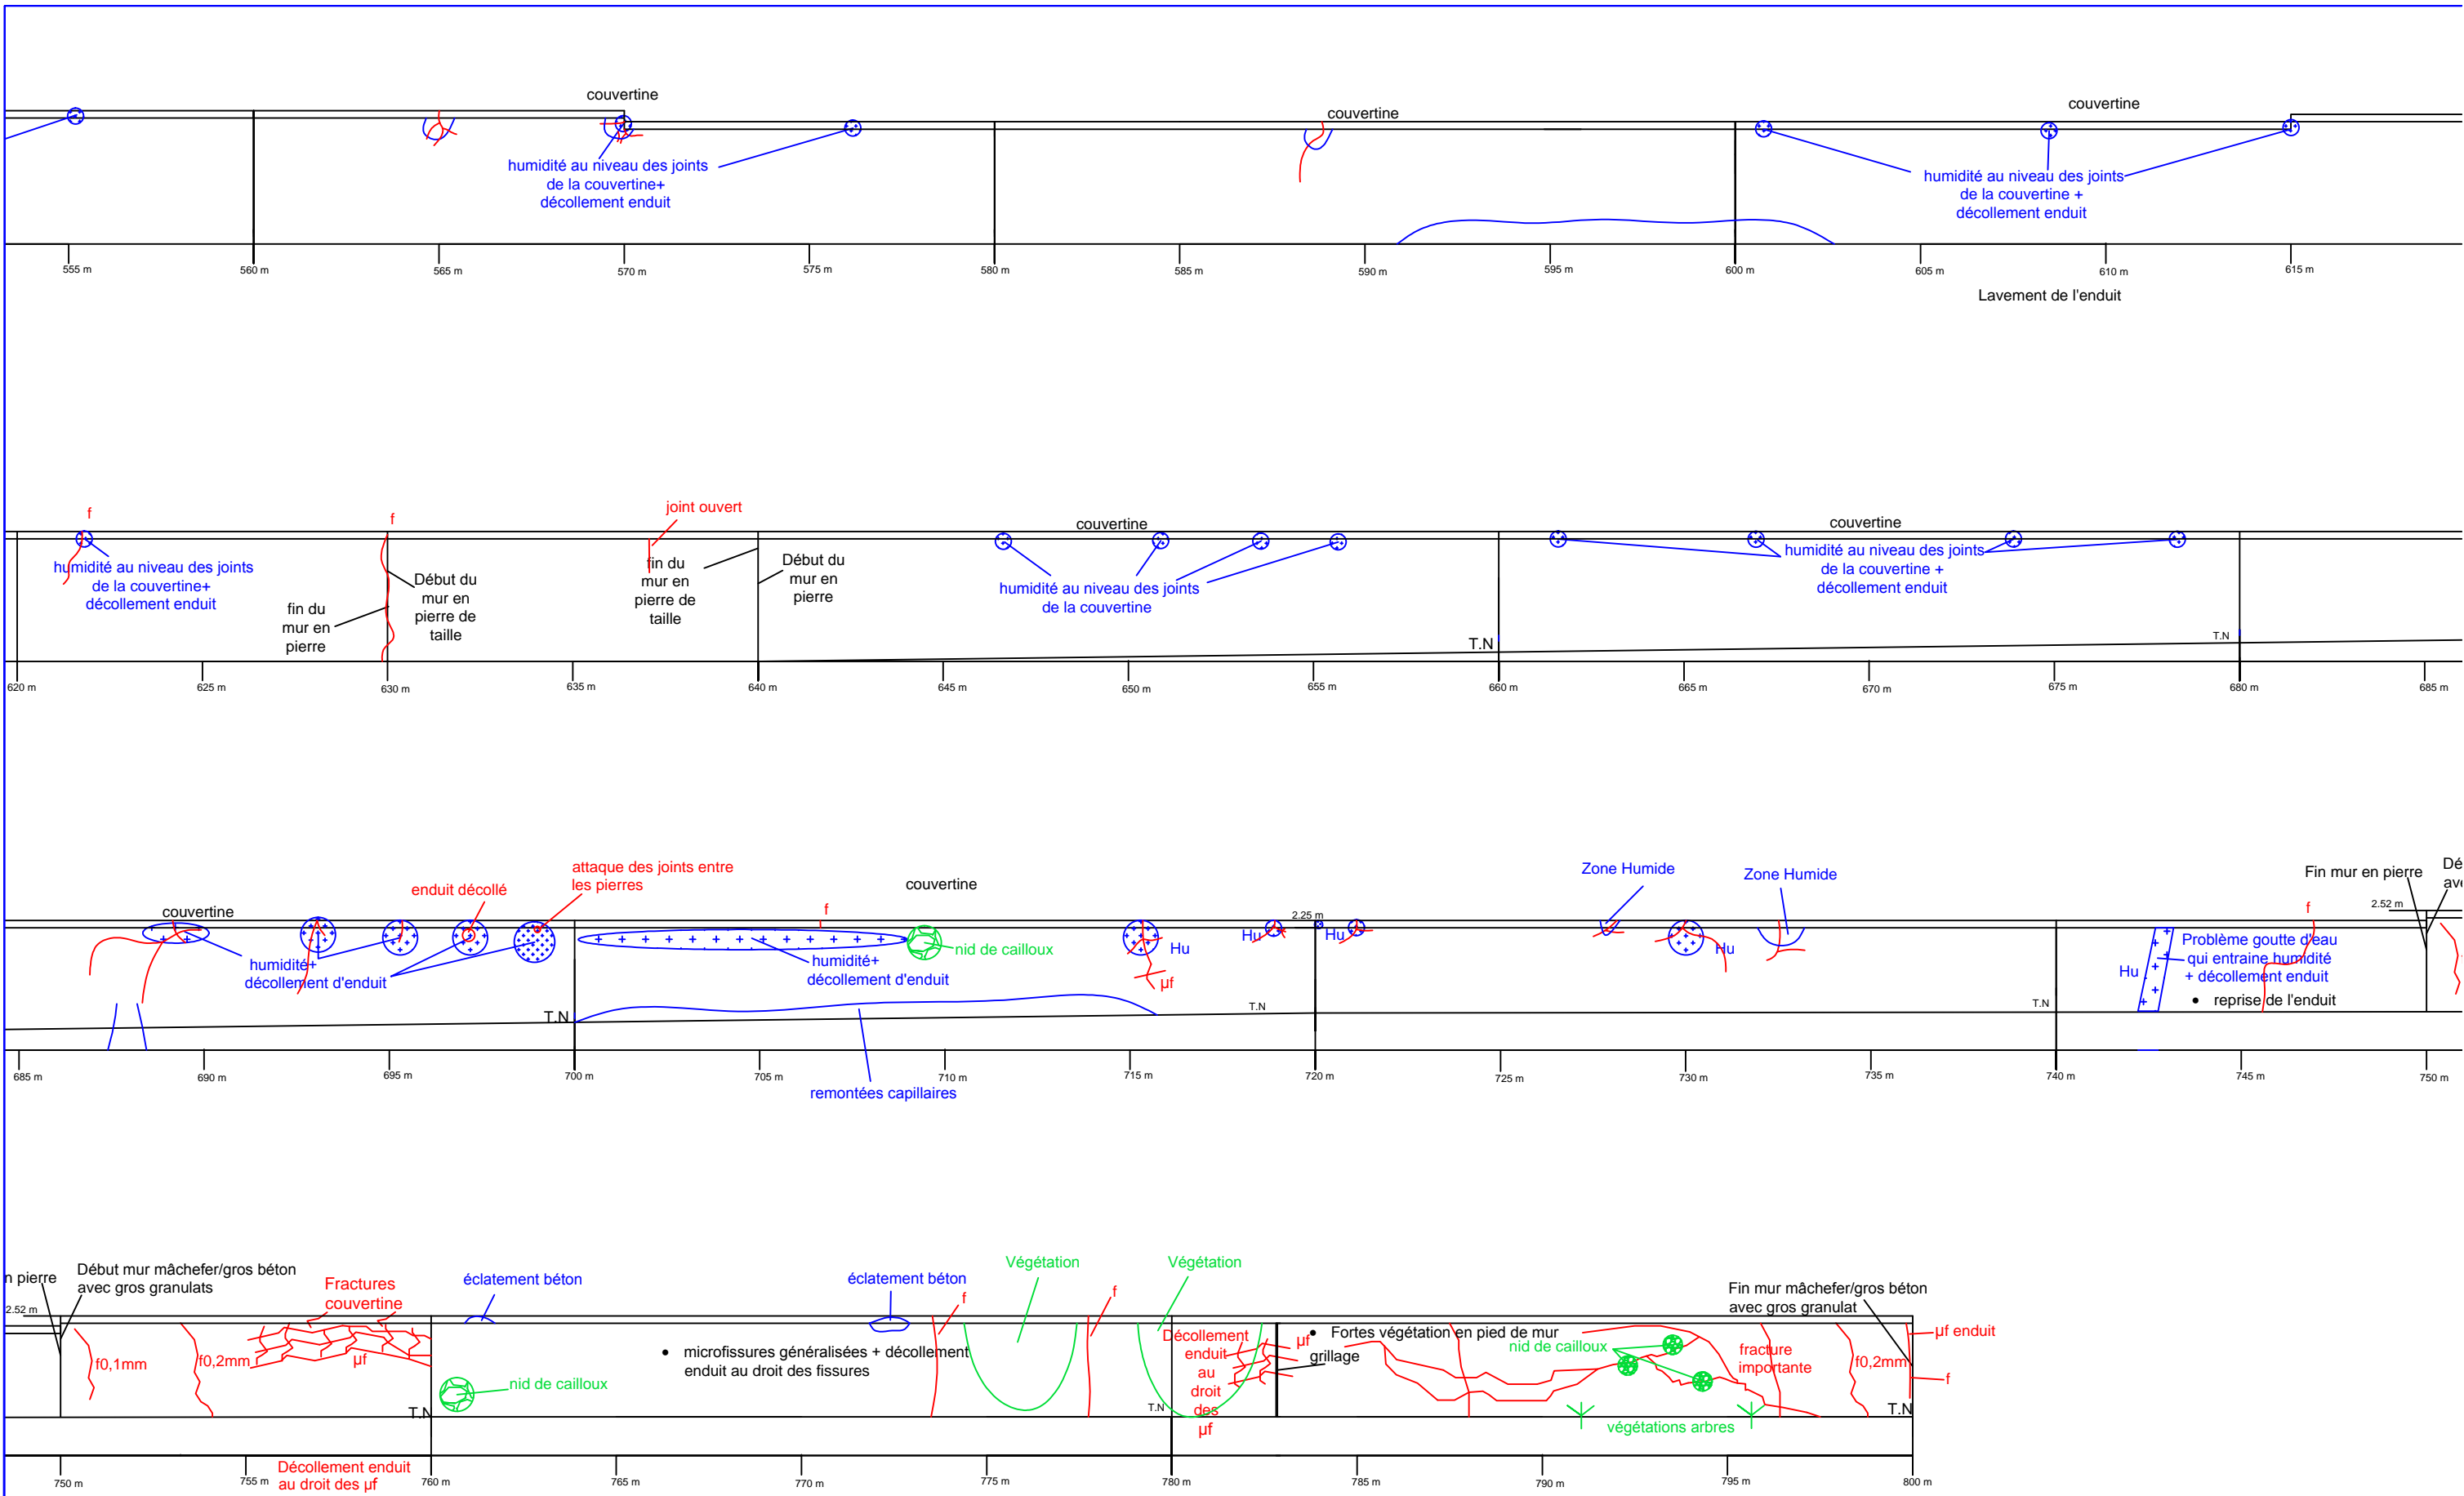 couvertine
couvertine
couvertine
humidité au niveau des joints
de la couvertine+
décollement enduit
humidité au niveau des joints
de la couvertine +
décollement enduit
555 m
560 m
565 m
570 m
575 m
580 m
585 m
590 m
595 m
600 m
605 m
610 m
615 m
Lavement de l'enduit
f
f
joint ouvert
couvertine
couvertine
humidité au niveau des joints
de la couvertine+
décollement enduit
fin du
mur en
pierre
Début du
mur en
pierre de
taille
fin du
mur en
pierre de
taille
Début du
mur en
pierre
humidité au niveau des joints
de la couvertine
humidité au niveau des joints
de la couvertine +
décollement enduit
T.N
T.N
620 m
625 m
630 m
635 m
640 m
645 m
650 m
655 m
660 m
665 m
670 m
675 m
680 m
685 m
couvertine
enduit décollé
attaque des joints entre
les pierres
f
couvertine
Zone Humide
Zone Humide
Fin mur en pierre
Dé
av
2.25 m
2.52 m
f
humidité+
décollement d'enduit
humidité+
décollement d'enduit
nid de cailloux
Hu
µf
Hu
Hu
Hu
Hu
Problème goutte d'eau
qui entraine humidité
+ décollement enduit
• reprise de l'enduit
T.N
T.N
T.N
685 m
690 m
695 m
700 m
705 m
710 m
715 m
720 m
725 m
730 m
735 m
740 m
745 m
750 m
remontées capillaires
n pierre
2.52 m
Début mur mâchefer/gros béton
avec gros granulats
Fractures
couvertine
éclatement béton
éclatement béton
f
Végétation
f
Végétation
Fin mur mâchefer/gros béton
avec gros granulat
f0,1mm
f0,2mm
µf
nid de cailloux
• microfissures généralisées + décollement
enduit au droit des fissures
Décollement
enduit
au
droit
des
µf
µf
• Fortes végétation en pied de mur
grillage
nid de cailloux
fracture
importante
f0,2mm
µf enduit
f
végétations arbres
T.N
T.N
T.N
750 m
755 m
760 m
765 m
770 m
775 m
780 m
785 m
790 m
795 m
800 m
Décollement enduit
au droit des µf